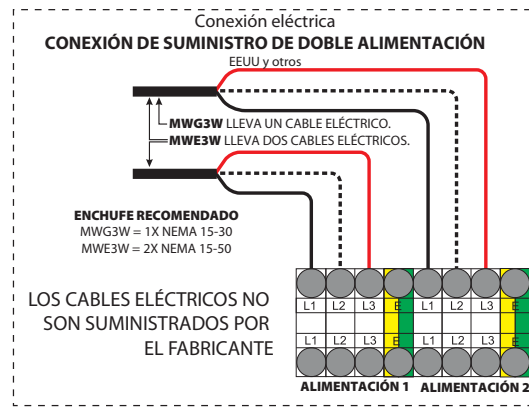 Conexión eléctrica
CONEXIÓN DE SUMINISTRO DE DOBLE ALIMENTACIÓN
EEUU y otros
MWG3W LLEVA UN CABLE ELÉCTRICO.
MWE3W LLEVA DOS CABLES ELÉCTRICOS.
ENCHUFE RECOMENDADO
MWG3W = 1X NEMA 15-30
MWE3W = 2X NEMA 15-50
LOS CABLES ELÉCTRICOS NO
SON SUMINISTRADOS POR
EL FABRICANTE
L1 L2 L3 E L1 L2 L3 E
L1 L2 L3 E L1 L2 L3 E
ALIMENTACIÓN 1 ALIMENTACIÓN 2